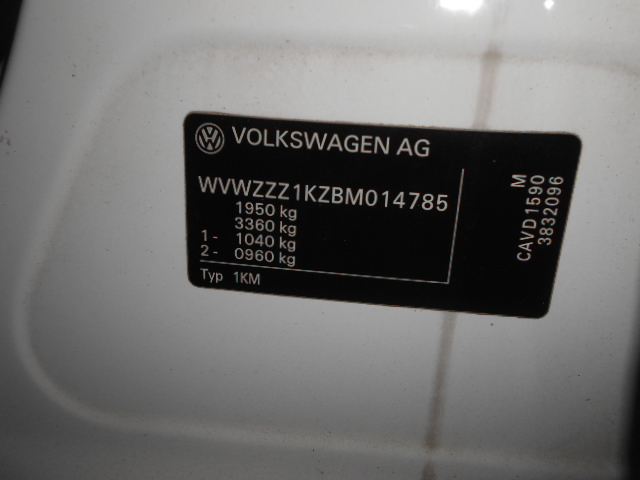 VOLKSWAGEN AG
WVWZZZ1KZBM014785
1950 kg
3360 kg
1- 1040 kg
2- 0960 kg
Typ 1KM
M
CAVD1590
3832096